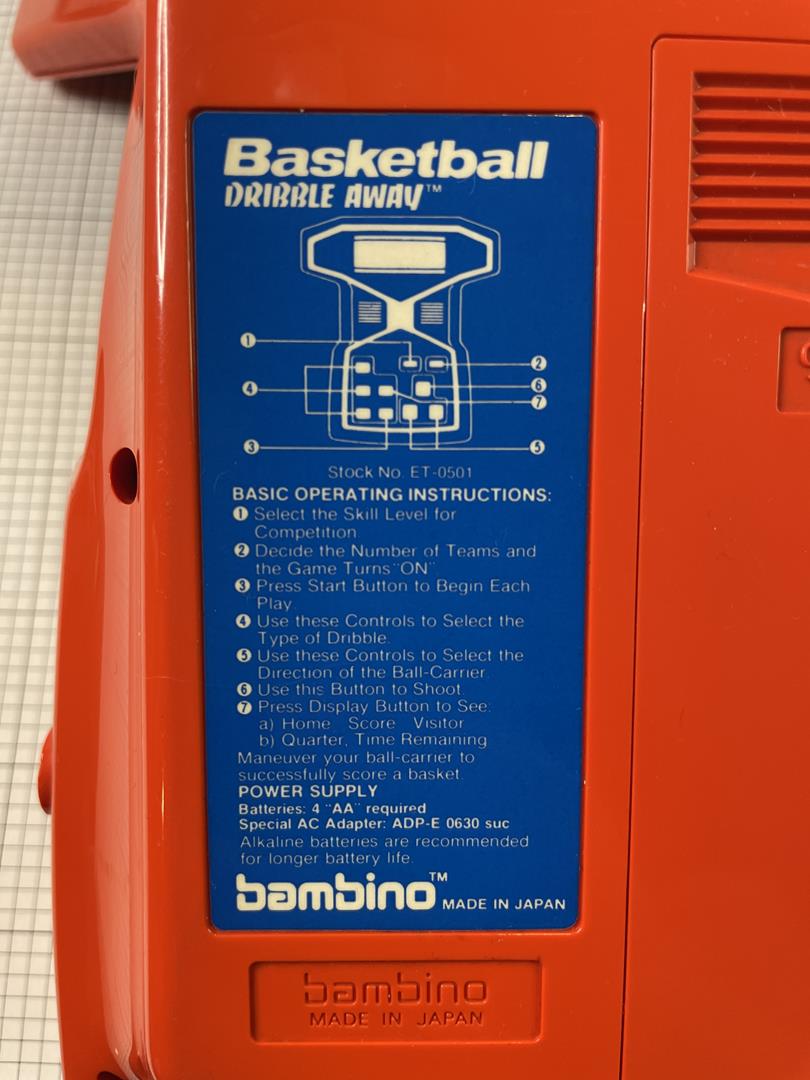 Basketball
DRIBBLE AWAY™
1
2
4
6
7
3
5
Stock No. ET-0501
BASIC OPERATING INSTRUCTIONS:
1 Select the Skill Level for
Competition.
2 Decide the Number of Teams and
the Game Turns "ON"
3 Press Start Button to Begin Each
Play.
4 Use these Controls to Select the
Type of Dribble.
5 Use these Controls to Select the
Direction of the Ball-Carrier.
6 Use this Button to Shoot.
7 Press Display Button to See:
a) Home Score Visitor
b) Quarter, Time Remaining
Maneuver your ball-carrier to
successfully score a basket.
POWER SUPPLY
Batteries: 4 "AA" required
Special AC Adapter: ADP-E 0630 suc
Alkaline batteries are recommended
for longer battery life.
bambino™ MADE IN JAPAN
bambino
MADE IN JAPAN